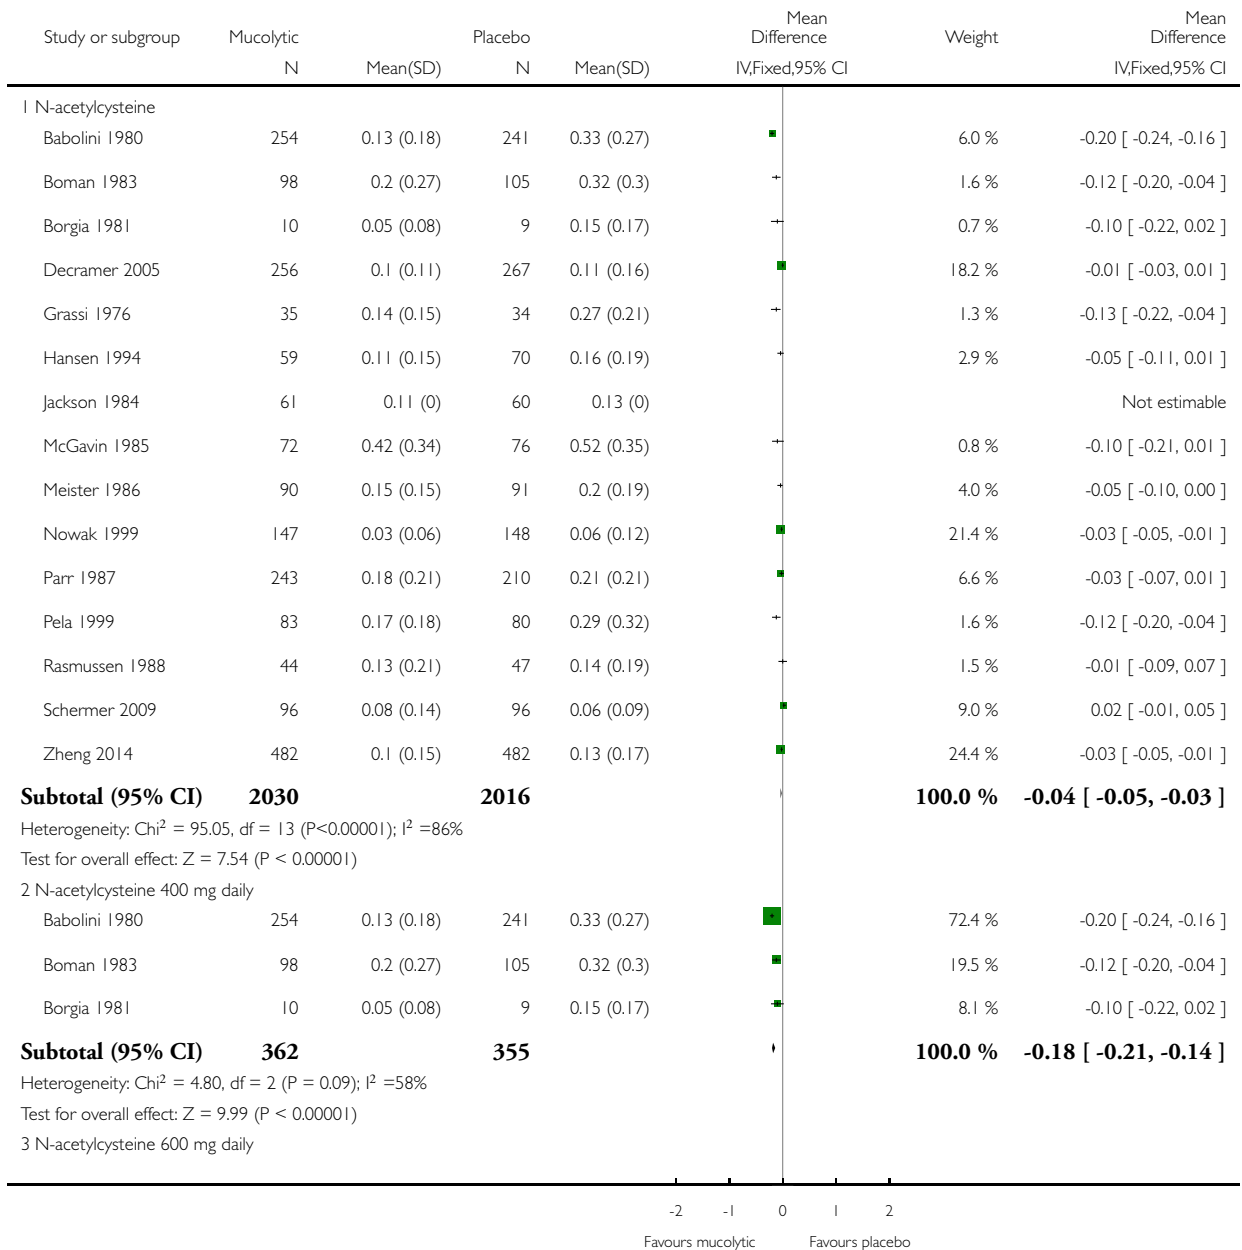 Study or subgroup Mucolytic Placebo Mean Difference Weight Mean Difference
N Mean(SD) N Mean(SD) IV,Fixed,95% CI IV,Fixed,95% CI
1 N-acetylcysteine
Babolini 1980 254 0.13 (0.18) 241 0.33 (0.27) 6.0 % -0.20 [ -0.24, -0.16 ]
Boman 1983 98 0.2 (0.27) 105 0.32 (0.3) 1.6 % -0.12 [ -0.20, -0.04 ]
Borgia 1981 10 0.05 (0.08) 9 0.15 (0.17) 0.7 % -0.10 [ -0.22, 0.02 ]
Decramer 2005 256 0.1 (0.11) 267 0.11 (0.16) 18.2 % -0.01 [ -0.03, 0.01 ]
Grassi 1976 35 0.14 (0.15) 34 0.27 (0.21) 1.3 % -0.13 [ -0.22, -0.04 ]
Hansen 1994 59 0.11 (0.15) 70 0.16 (0.19) 2.9 % -0.05 [ -0.11, 0.01 ]
Jackson 1984 61 0.11 (0) 60 0.13 (0) Not estimable
McGavin 1985 72 0.42 (0.34) 76 0.52 (0.35) 0.8 % -0.10 [ -0.21, 0.01 ]
Meister 1986 90 0.15 (0.15) 91 0.2 (0.19) 4.0 % -0.05 [ -0.10, 0.00 ]
Nowak 1999 147 0.03 (0.06) 148 0.06 (0.12) 21.4 % -0.03 [ -0.05, -0.01 ]
Parr 1987 243 0.18 (0.21) 210 0.21 (0.21) 6.6 % -0.03 [ -0.07, 0.01 ]
Pela 1999 83 0.17 (0.18) 80 0.29 (0.32) 1.6 % -0.12 [ -0.20, -0.04 ]
Rasmussen 1988 44 0.13 (0.21) 47 0.14 (0.19) 1.5 % -0.01 [ -0.09, 0.07 ]
Schermer 2009 96 0.08 (0.14) 96 0.06 (0.09) 9.0 % 0.02 [ -0.01, 0.05 ]
Zheng 2014 482 0.1 (0.15) 482 0.13 (0.17) 24.4 % -0.03 [ -0.05, -0.01 ]
Subtotal (95% CI) 2030 2016 100.0 % -0.04 [ -0.05, -0.03 ]
Heterogeneity: Chi² = 95.05, df = 13 (P<0.00001); I² =86%
Test for overall effect: Z = 7.54 (P < 0.00001)
2 N-acetylcysteine 400 mg daily
Babolini 1980 254 0.13 (0.18) 241 0.33 (0.27) 72.4 % -0.20 [ -0.24, -0.16 ]
Boman 1983 98 0.2 (0.27) 105 0.32 (0.3) 19.5 % -0.12 [ -0.20, -0.04 ]
Borgia 1981 10 0.05 (0.08) 9 0.15 (0.17) 8.1 % -0.10 [ -0.22, 0.02 ]
Subtotal (95% CI) 362 355 100.0 % -0.18 [ -0.21, -0.14 ]
Heterogeneity: Chi² = 4.80, df = 2 (P = 0.09); I² =58%
Test for overall effect: Z = 9.99 (P < 0.00001)
3 N-acetylcysteine 600 mg daily
-2 -1 0 1 2
Favours mucolytic Favours placebo